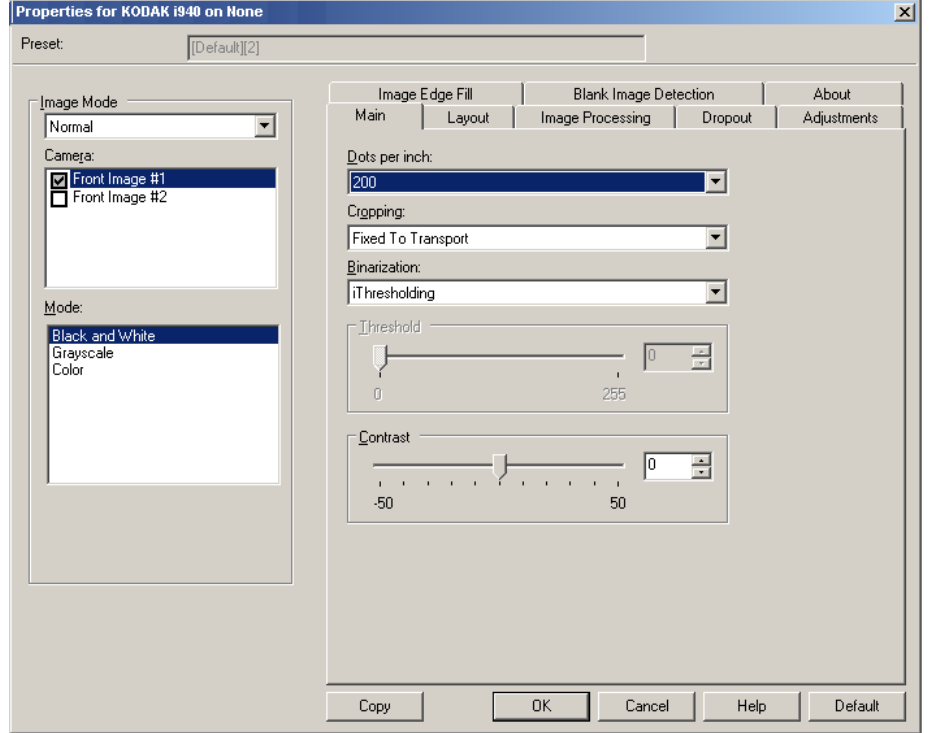 Properties for KODAK i940 on None
Preset:
[Default][2]
Image Mode
Normal
Camera:
Front Image #1
Front Image #2
Mode:
Black and White
Grayscale
Color
Image Edge Fill
Blank Image Detection
About
Main
Layout
Image Processing
Dropout
Adjustments
Dots per inch:
200
Cropping:
Fixed To Transport
Binarization:
iThresholding
Threshold
0
0
255
Contrast
0
-50
50
Copy
OK
Cancel
Help
Default